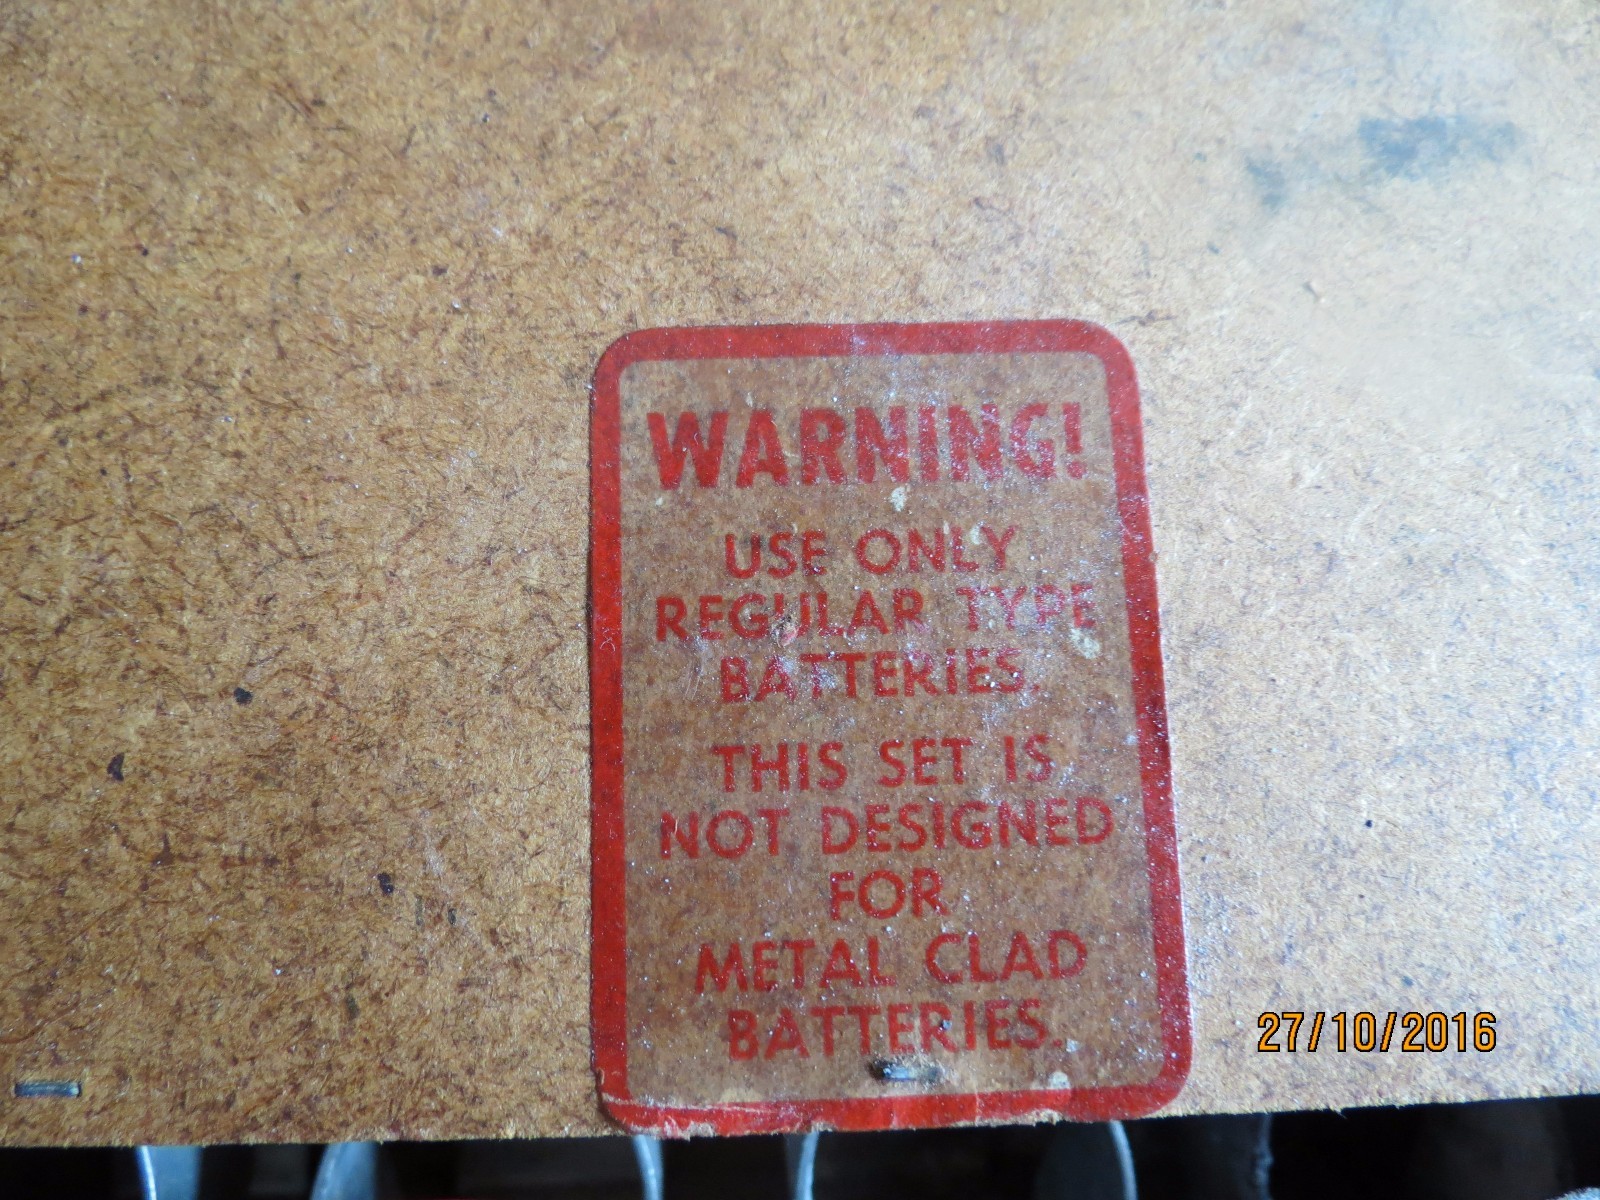 WARNING!
USE ONLY
REGULAR TYPE
BATTERIES.
THIS SET IS
NOT DESIGNED
FOR
METAL CLAD
BATTERIES.
27/10/2016